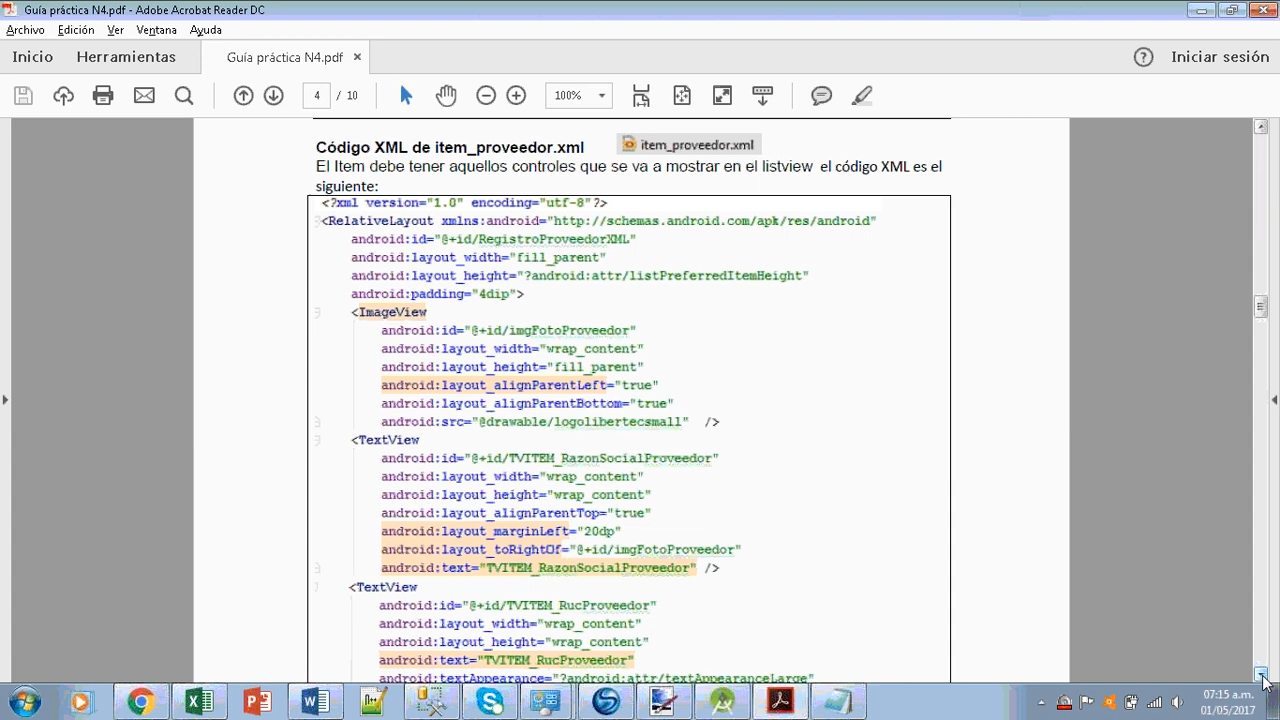 Guía práctica N4.pdf - Adobe Acrobat Reader DC
Archivo Edición Ver Ventana Ayuda
Inicio Herramientas Guía práctica N4.pdf × Iniciar sesión
4 / 10 100%
Código XML de item_proveedor.xml item_proveedor.xml
El Item debe tener aquellos controles que se va a mostrar en el listview el código XML es el
siguiente:
<?xml version="1.0" encoding="utf-8"?>
<RelativeLayout xmlns:android="http://schemas.android.com/apk/res/android"
android:id="@+id/RegistroProveedorXML"
android:layout_width="fill_parent"
android:layout_height="?android:attr/listPreferredItemHeight"
android:padding="4dip">
<ImageView
android:id="@+id/imgFotoProveedor"
android:layout_width="wrap_content"
android:layout_height="fill_parent"
android:layout_alignParentLeft="true"
android:layout_alignParentBottom="true"
android:src="@drawable/logolibertecsmall" />
<TextView
android:id="@+id/TVITEM_RazonSocialProveedor"
android:layout_width="wrap_content"
android:layout_height="wrap_content"
android:layout_alignParentTop="true"
android:layout_marginLeft="20dp"
android:layout_toRightOf="@+id/imgFotoProveedor"
android:text="TVITEM_RazonSocialProveedor" />
<TextView
android:id="@+id/TVITEM_RucProveedor"
android:layout_width="wrap_content"
android:layout_height="wrap_content"
android:text="TVITEM_RucProveedor"
android:textAppearance="?android:attr/textAppearanceLarge"
07:15 a.m.
01/05/2017